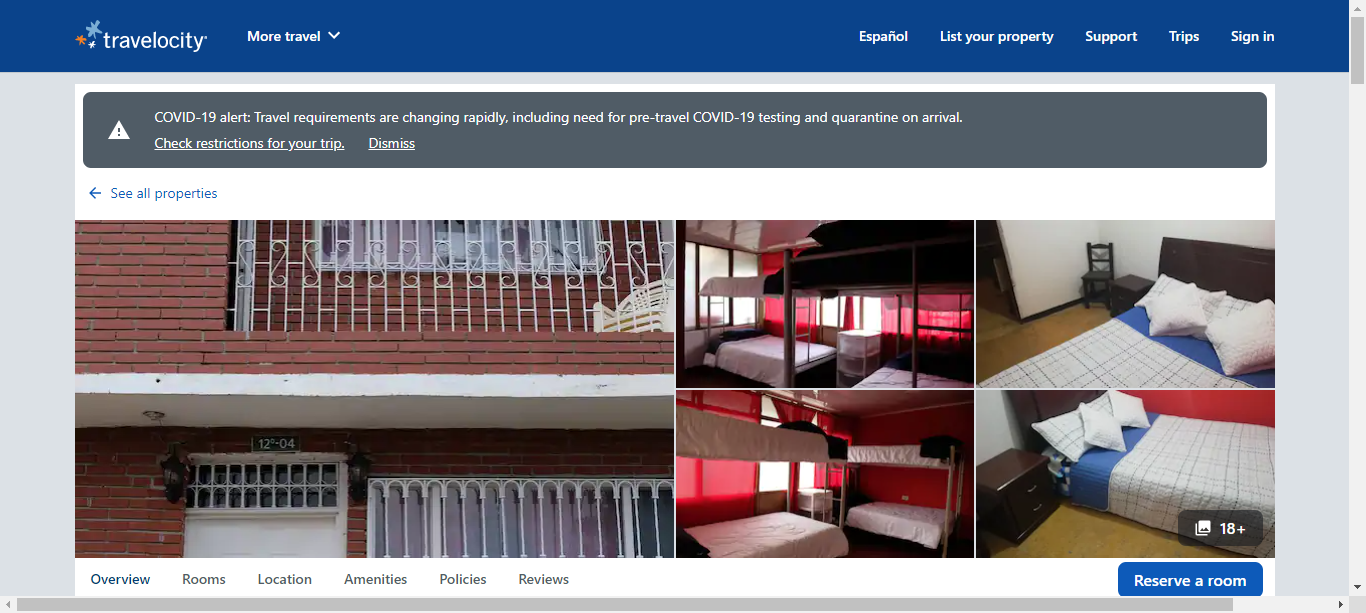 travelocity
More travel
Español
List your property
Support
Trips
Sign in
COVID-19 alert: Travel requirements are changing rapidly, including need for pre-travel COVID-19 testing and quarantine on arrival.
Check restrictions for your trip.
Dismiss
See all properties
12ª-04
18+
Overview
Rooms
Location
Amenities
Policies
Reviews
Reserve a room